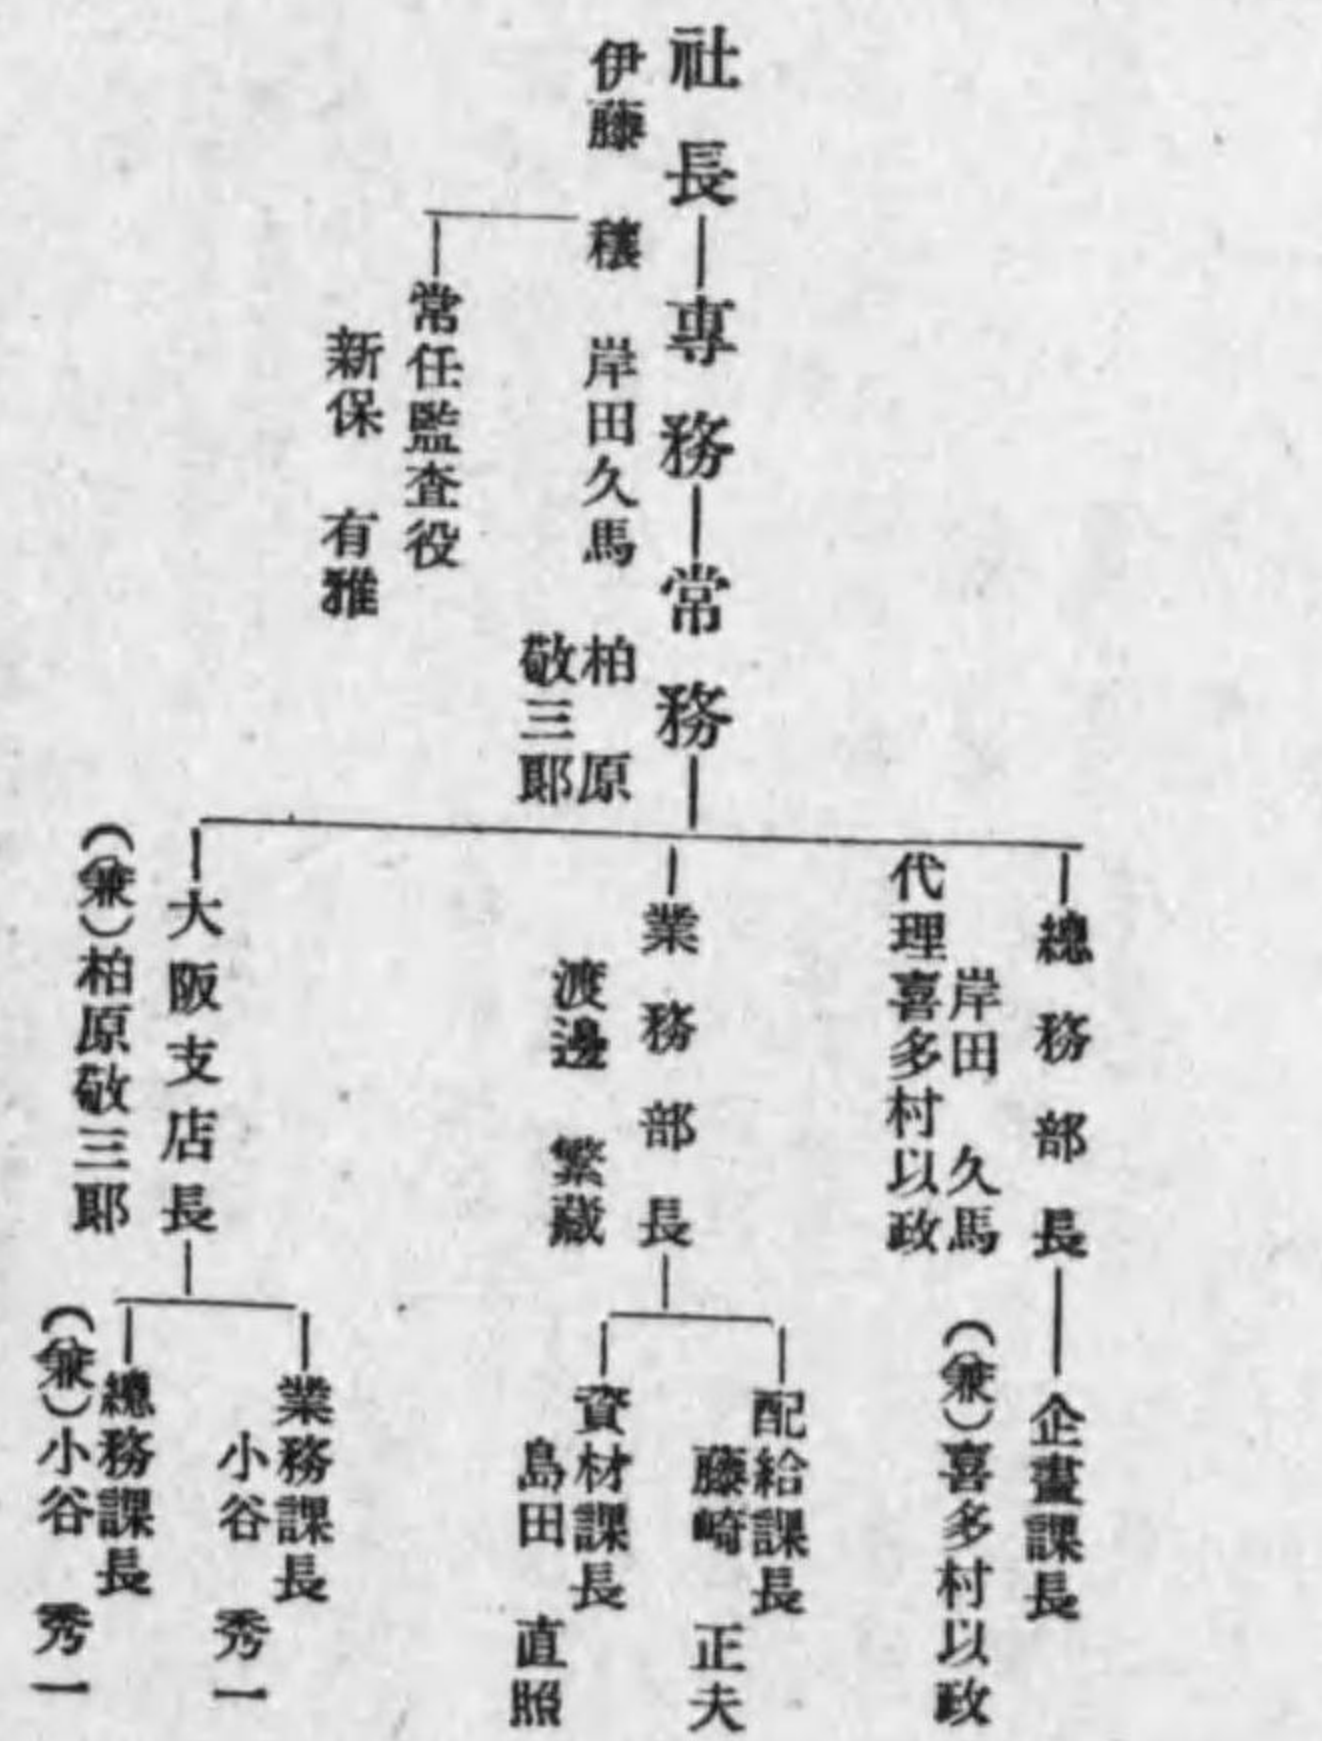 社長―專務―常務
伊藤 穰
岸田久馬
柏原
敬三郞
常任監査役
新保 有雅
總務部長
岸田 久馬
代理喜多村以政
企畫課長
(兼)喜多村以政
業務部長
渡邊 繁藏
配給課長
藤崎 正夫
資材課長
島田 直照
大阪支店長
(兼)柏原敬三郞
業務課長
小谷 秀一
總務課長
(兼)小谷 秀一